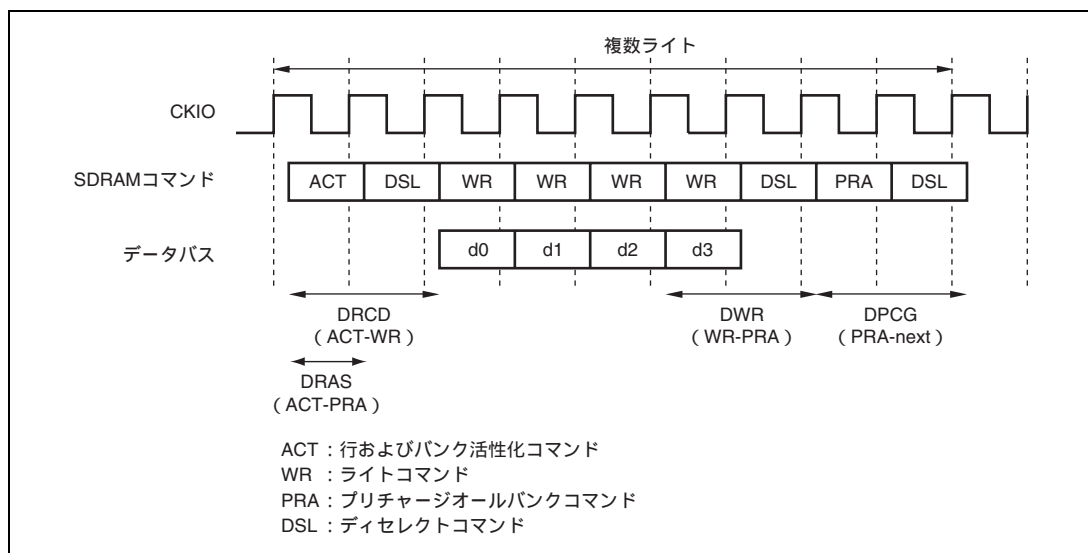 複数ライト
CKIO
SDRAMコマンド
ACT DSL WR WR WR WR DSL PRA DSL
データバス
d0 d1 d2 d3
DRCD
(ACT-WR)
DWR
(WR-PRA)
DPCG
(PRA-next)
DRAS
(ACT-PRA)
ACT：行およびバンク活性化コマンド
WR ：ライトコマンド
PRA：プリチャージオールバンクコマンド
DSL：ディセレクトコマンド